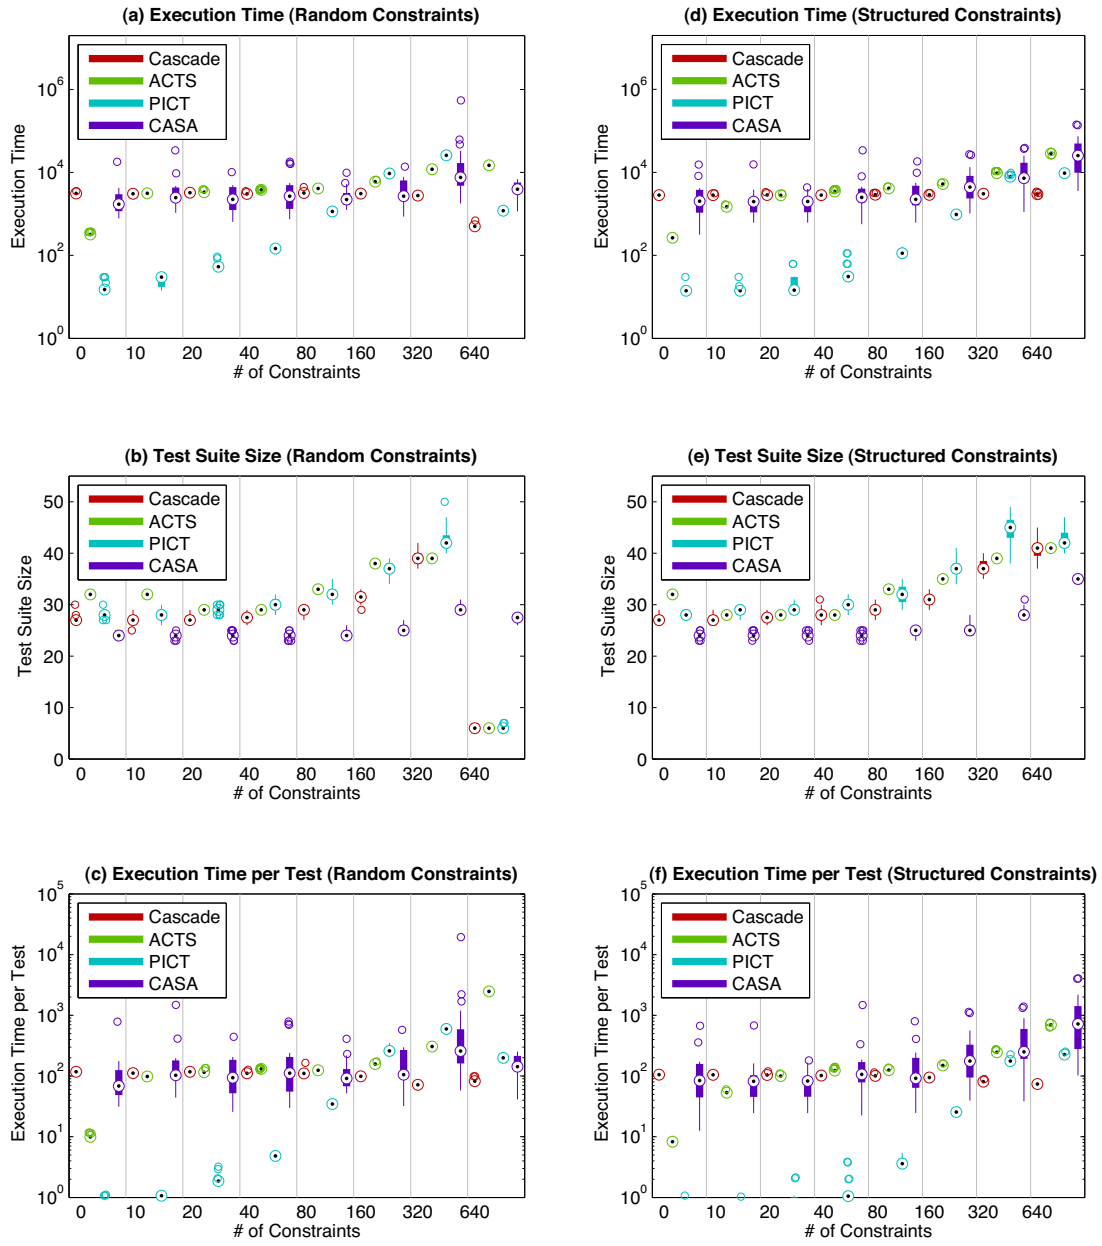 (a) Execution Time (Random Constraints)
Execution Time
10^6
10^4
10^2
10^0
Cascade
ACTS
PICT
CASA
0 10 20 40 80 160 320 640
# of Constraints
(d) Execution Time (Structured Constraints)
Execution Time
10^6
10^4
10^2
10^0
Cascade
ACTS
PICT
CASA
0 10 20 40 80 160 320 640
# of Constraints
(b) Test Suite Size (Random Constraints)
Test Suite Size
50
40
30
20
10
0
Cascade
ACTS
PICT
CASA
0 10 20 40 80 160 320 640
# of Constraints
(e) Test Suite Size (Structured Constraints)
Test Suite Size
50
40
30
20
10
0
Cascade
ACTS
PICT
CASA
0 10 20 40 80 160 320 640
# of Constraints
(c) Execution Time per Test (Random Constraints)
Execution Time per Test
10^5
10^4
10^3
10^2
10^1
10^0
Cascade
ACTS
PICT
CASA
0 10 20 40 80 160 320 640
# of Constraints
(f) Execution Time per Test (Structured Constraints)
Execution Time per Test
10^5
10^4
10^3
10^2
10^1
10^0
Cascade
ACTS
PICT
CASA
0 10 20 40 80 160 320 640
# of Constraints